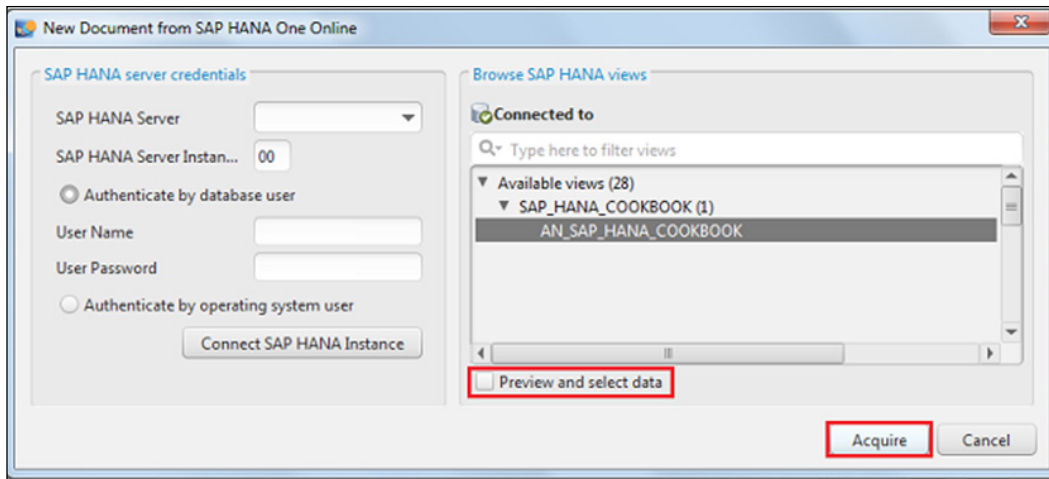 New Document from SAP HANA One Online
SAP HANA server credentials
SAP HANA Server
SAP HANA Server Instan... 00
Authenticate by database user
User Name
User Password
Authenticate by operating system user
Connect SAP HANA Instance
Browse SAP HANA views
Connected to
Type here to filter views
Available views (28)
SAP_HANA_COOKBOOK (1)
AN_SAP_HANA_COOKBOOK
Preview and select data
Acquire Cancel